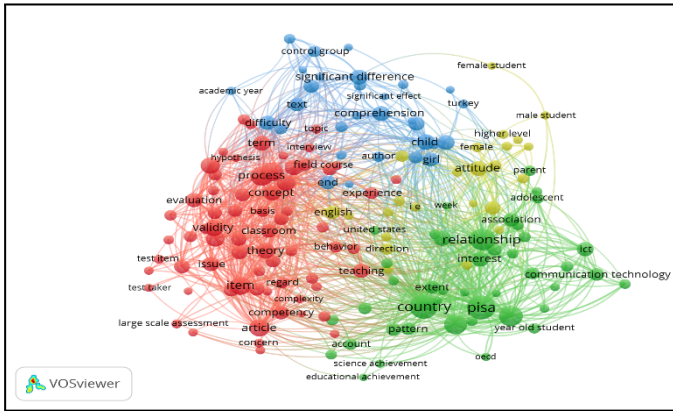 control group
female student
significant difference
academic year
significant effect
text
turkey
comprehension
male student
difficulty
topic
higher level
term
interview
author
child
female
hypothesis
girl
field course
parent
process
attitude
end
evaluation
concept
experience
adolescent
i e
week
basis
english
association
validity
classroom
united states
relationship
behavior
direction
theory
ict
test item
issue
interest
teaching
communication technology
test taker
item
regard
extent
complexity
country
pisa
competency
large scale assessment
article
pattern
year old student
concern
account
oecd
science achievement
educational achievement
VOSviewer